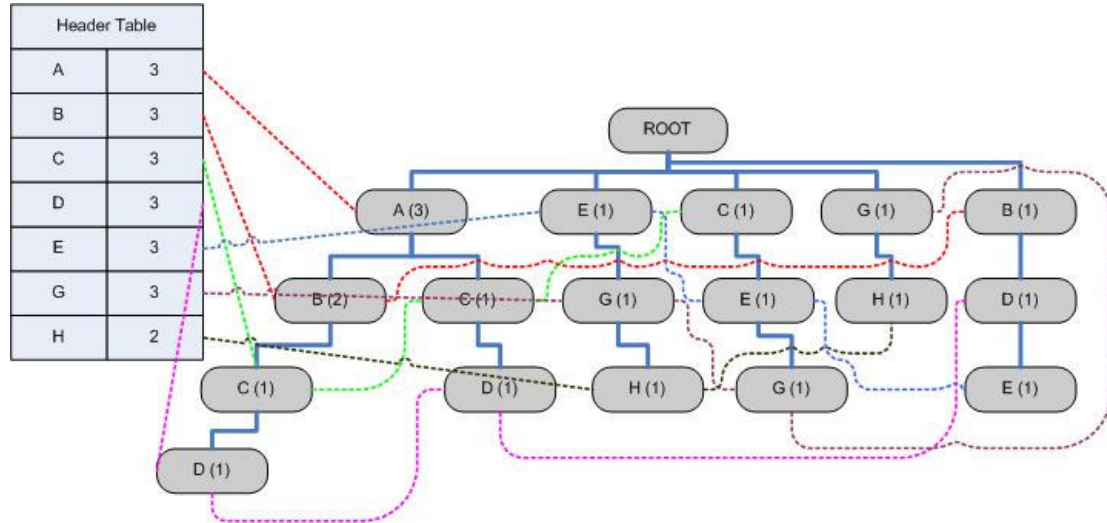 Header Table
A 3
B 3
C 3
D 3
E 3
G 3
H 2
ROOT
A (3)
E (1)
C (1)
G (1)
B (1)
B (2)
C (1)
G (1)
E (1)
H (1)
D (1)
C (1)
D (1)
H (1)
G (1)
E (1)
D (1)